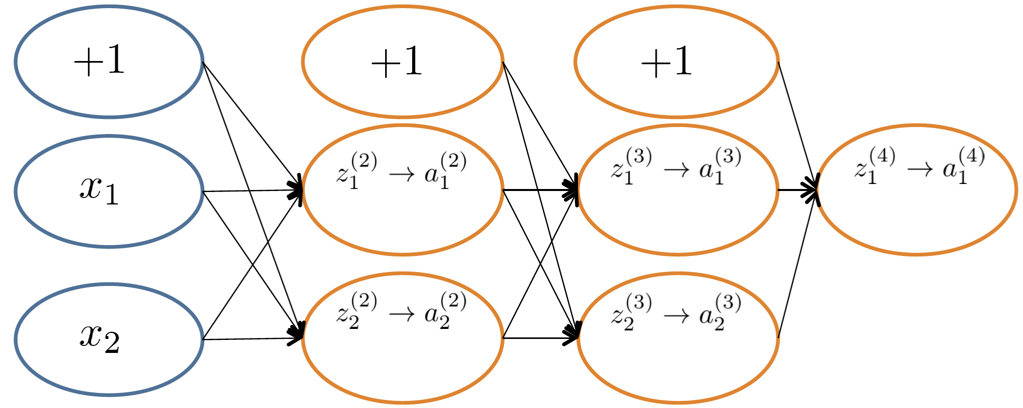 +1 +1 +1
x₁ z₁⁽²⁾ → a₁⁽²⁾ z₁⁽³⁾ → a₁⁽³⁾ z₁⁽⁴⁾ → a₁⁽⁴⁾
x₂ z₂⁽²⁾ → a₂⁽²⁾ z₂⁽³⁾ → a₂⁽³⁾